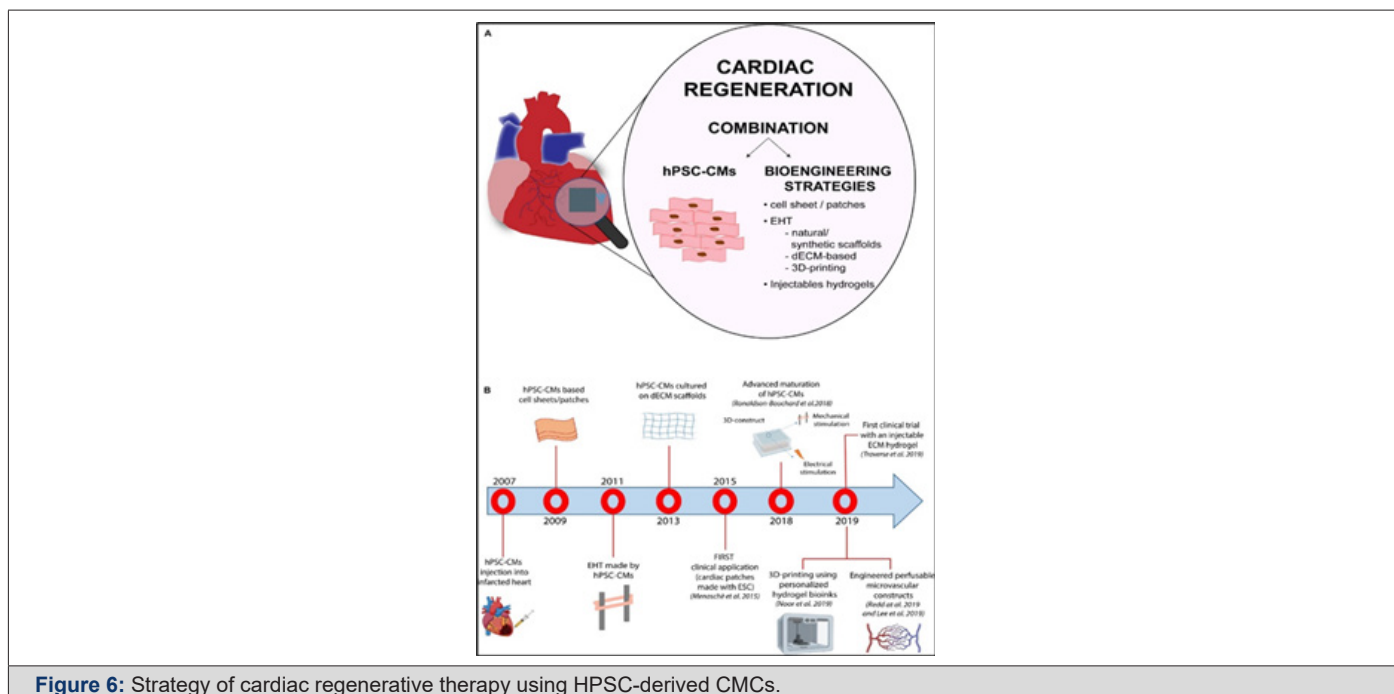 A
CARDIAC
REGENERATION
COMBINATION
hPSC-CMs
BIOENGINEERING
STRATEGIES
• cell sheet / patches
• EHT
- natural/
synthetic scaffolds
- dECM-based
- 3D-printing
• Injectables hydrogels
B
hPSC-CMs based
cell sheets/patches
hPSC-CMs cultured
on dECM scaffolds
Advanced maturation
of hPSC-CMs
(Ronaldson-Bouchard et al.2018)
3D-construct
Mechanical
stimulation
Electrical
stimulation
First clinical trial
with an injectable
ECM hydrogel
(Traverse et al. 2019)
2007
2009
2011
2013
2015
2018
2019
hPSC-CMs
injection into
infarcted heart
EHT made by
hPSC-CMs
FIRST
clinical application
(cardiac patches
made with ESC)
(Menasché et al. 2015)
3D-printing using
personalized
hydrogel bioinks
(Noor et al. 2019)
Engineered perfusable
microvascular
constructs
(Redd et al. 2019
and Lee et al. 2019)
Figure 6: Strategy of cardiac regenerative therapy using HPSC-derived CMCs.